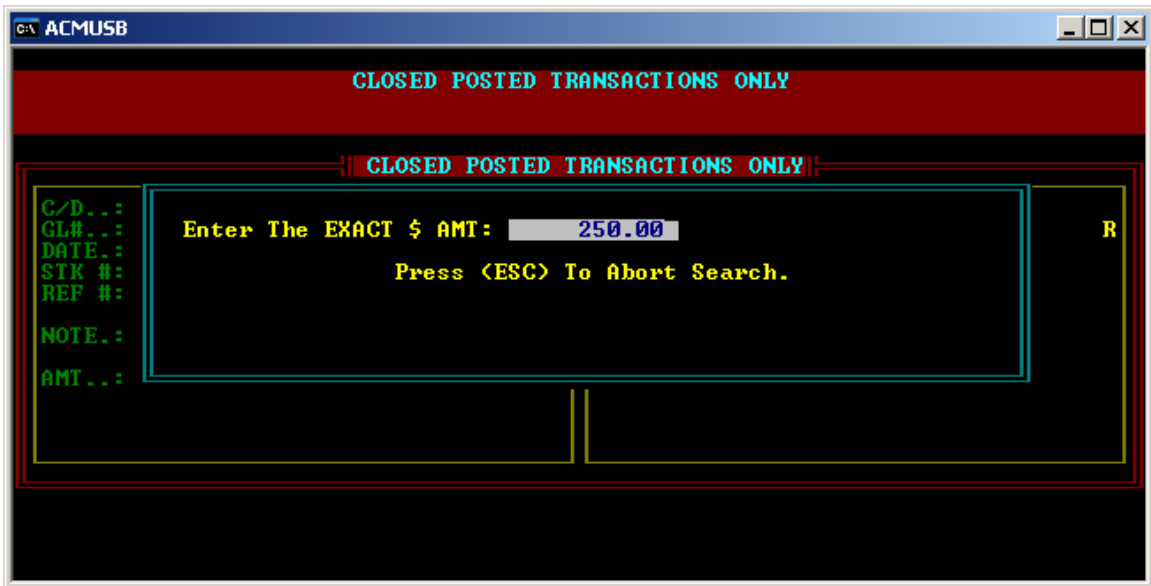 ACMUSB
CLOSED POSTED TRANSACTIONS ONLY
CLOSED POSTED TRANSACTIONS ONLY
C/D..:
GL#..: Enter The EXACT $ AMT: 250.00 R
DATE.:
STK #: Press (ESC) To Abort Search.
REF #:
NOTE.:
AMT..: